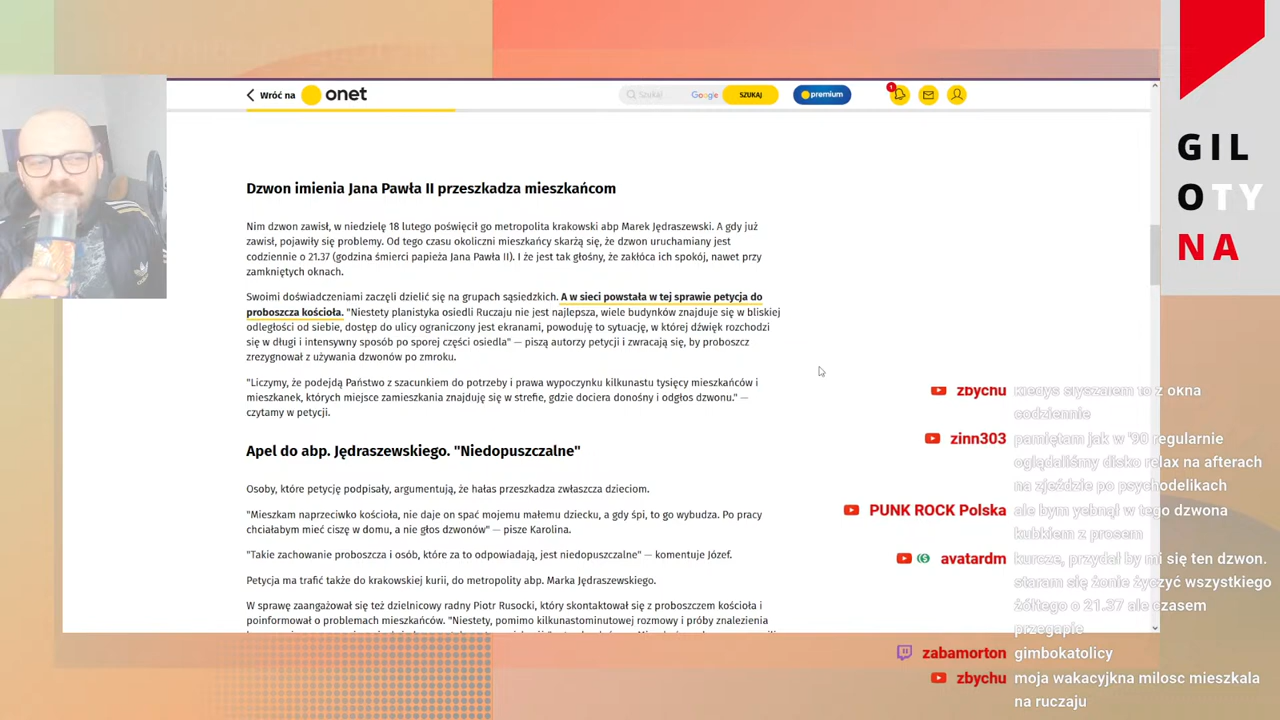 Wróć na onet
Szukaj Google SZUKAJ premium 1
GIL
OTY
NA
Dzwon imienia Jana Pawła II przeszkadza mieszkańcom
Nim dzwon zawisł, w niedzielę 18 lutego poświęcił go metropolita krakowski abp Marek Jędraszewski. A gdy już
zawisł, pojawiły się problemy. Od tego czasu okoliczni mieszkańcy skarżą się, że dzwon uruchamiany jest
codziennie o 21.37 (godzina śmierci papieża Jana Pawła II). I że jest tak głośny, że zakłóca ich spokój, nawet przy
zamkniętych oknach.
Swoimi doświadczeniami zaczęli dzielić się na grupach sąsiedzkich. A w sieci powstała w tej sprawie petycja do
proboszcza kościoła. "Niestety planistyka osiedli Ruczaju nie jest najlepsza, wiele budynków znajduje się w bliskiej
odległości od siebie, dostęp do ulicy ograniczony jest ekranami, powoduję to sytuację, w której dźwięk rozchodzi
się w długi i intensywny sposób po sporej części osiedla" — piszą autorzy petycji i zwracają się, by proboszcz
zrezygnował z używania dzwonów po zmroku.
"Liczymy, że podejdą Państwo z szacunkiem do potrzeby i prawa wypoczynku kilkunastu tysięcy mieszkańców i
mieszkanek, których miejsce zamieszkania znajdują się w strefie, gdzie dociera donośny i odgłos dzwonu." —
czytamy w petycji.
Apel do abp. Jędraszewskiego. "Niedopuszczalne"
Osoby, które petycję podpisały, argumentują, że hałas przeszkadza zwłaszcza dzieciom.
"Mieszkam naprzeciwko kościoła, nie daje on spać mojemu małemu dziecku, a gdy śpi, to go wybudza. Po pracy
chciałabym mieć ciszę w domu, a nie głos dzwonów" — pisze Karolina.
"Takie zachowanie proboszcza i osób, które za to odpowiadają, jest niedopuszczalne" — komentuje Józef.
Petycja ma trafić także do krakowskiej kurii, do metropolity abp. Marka Jędraszewskiego.
W sprawę zaangażował się też dzielnicowy radny Piotr Rusocki, który skontaktował się z proboszczem kościoła i
poinformował o problemach mieszkańców. "Niestety, pomimo kilkunastominutowej rozmowy i próby znalezienia
zbychu kiedyś słyszałem to z okna
codziennie
zinn303 pamiętam jak w '90 regularnie
oglądaliśmy disko relax na afterach
na zjeździe po psychodelikach
PUNK ROCK Polska ale bym yebnął w tego dzwona
kubkiem z prosem
avatardm kurcze, przydał by mi się ten dzwon.
staram się żonie życzyć wszystkiego
żółtego o 21.37 ale czasem
przegapie
zabamorton gimbokatolicy
zbychu moja wakacyjkna milosc mieszkala
na ruczaju